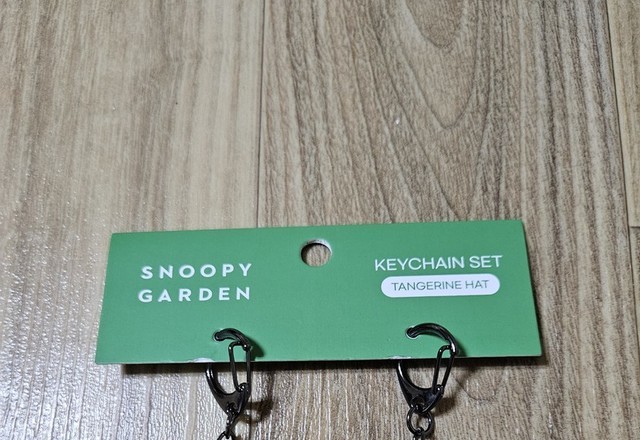 SNOOPY
GARDEN
KEYCHAIN SET
TANGERINE HAT